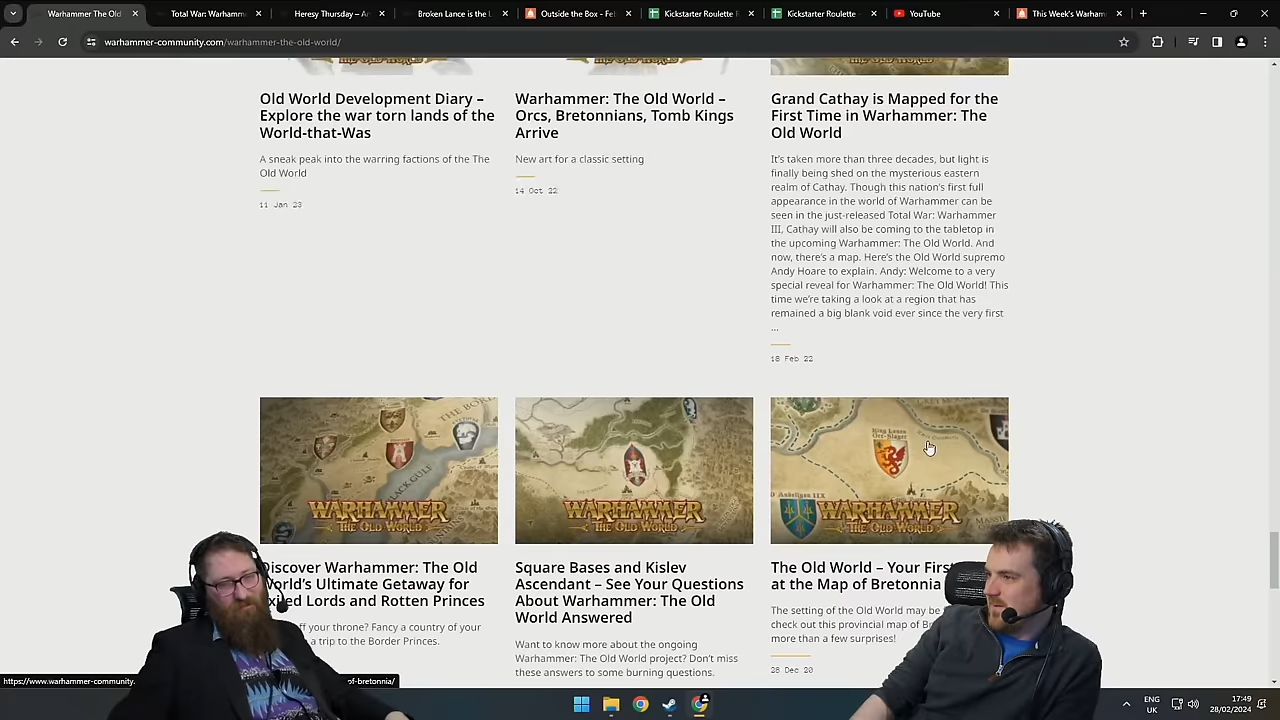 Warhammer The Old
Total War: Warhamm
Heresy Thursday – A
Broken Lance is the L
Outside the Box - Fe
Kickstarter Roulette
Kickstarter Roulette -
YouTube
This Week's Warham
warhammer-community.com/warhammer-the-old-world/
Old World Development Diary –
Explore the war torn lands of the
World-that-Was
A sneak peak into the warring factions of the The
Old World
11 Jan 23
Warhammer: The Old World –
Orcs, Bretonnians, Tomb Kings
Arrive
New art for a classic setting
14 Oct 22
Grand Cathay is Mapped for the
First Time in Warhammer: The
Old World
It's taken more than three decades, but light is
finally being shed on the mysterious eastern
realm of Cathay. Though this nation's first full
appearance in the world of Warhammer can be
seen in the just-released Total War: Warhammer
III, Cathay will also be coming to the tabletop in
the upcoming Warhammer: The Old World. And
now, there's a map. Here's the Old World supremo
Andy Hoare to explain. Andy: Welcome to a very
special reveal for Warhammer: The Old World! This
time we're taking a look at a region that has
remained a big blank void ever since the very first
...
18 Feb 22
BLACK GULF
WARHAMMER
THE OLD WORLD
WARHAMMER
THE OLD WORLD
King Louen
Orc-Slayer
WARHAMMER
THE OLD WORLD
Discover Warhammer: The Old
World's Ultimate Getaway for
Exiled Lords and Rotten Princes
off your throne? Fancy a country of your
a trip to the Border Princes.
Square Bases and Kislev
Ascendant – See Your Questions
About Warhammer: The Old
World Answered
Want to know more about the ongoing
Warhammer: The Old World project? Don't miss
these answers to some burning questions.
The Old World – Your Firs
at the Map of Bretonnia
The setting of the Old World may be
check out this provincial map of Br
more than a few surprises!
28 Dec 20
https://www.warhammer-community.
of-bretonnia/
ENG
UK
17:49
28/02/2024